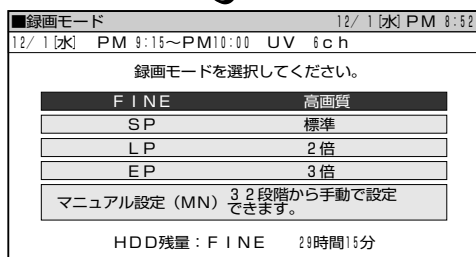 ■録画モード 12/ 1[水] PM 8:52
12/ 1[水] PM 9:15〜PM10:00 UV 6ch
録画モードを選択してください。
FINE 高画質
SP 標準
LP 2倍
EP 3倍
マニュアル設定（MN） 32段階から手動で設定
できます。
HDD残量：FINE 29時間15分